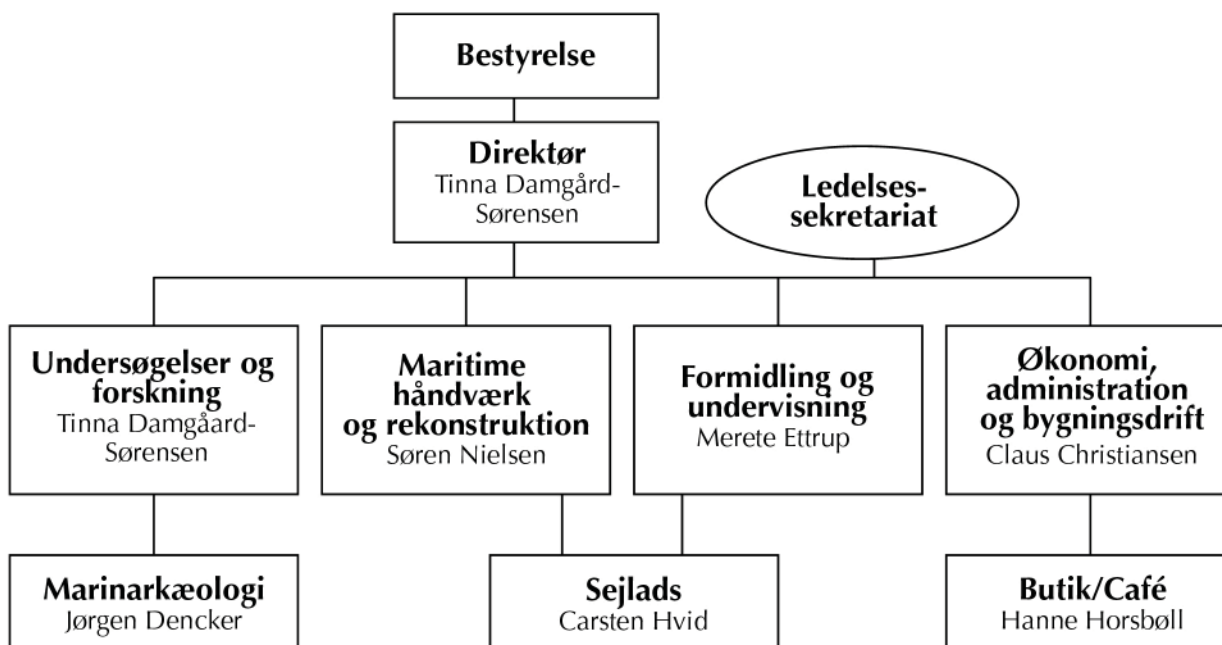 Bestyrelse
Direktør
Tinna Damgård-
Sørensen
Ledelses-
sekretariat
Undersøgelser og
forskning
Tinna Damgåard-
Sørensen
Maritime
håndværk
og rekonstruktion
Søren Nielsen
Formidling og
undervisning
Merete Ettrup
Økonomi,
administration
og bygningsdrift
Claus Christiansen
Marinarkæologi
Jørgen Dencker
Sejlads
Carsten Hvid
Butik/Café
Hanne Horsbøll